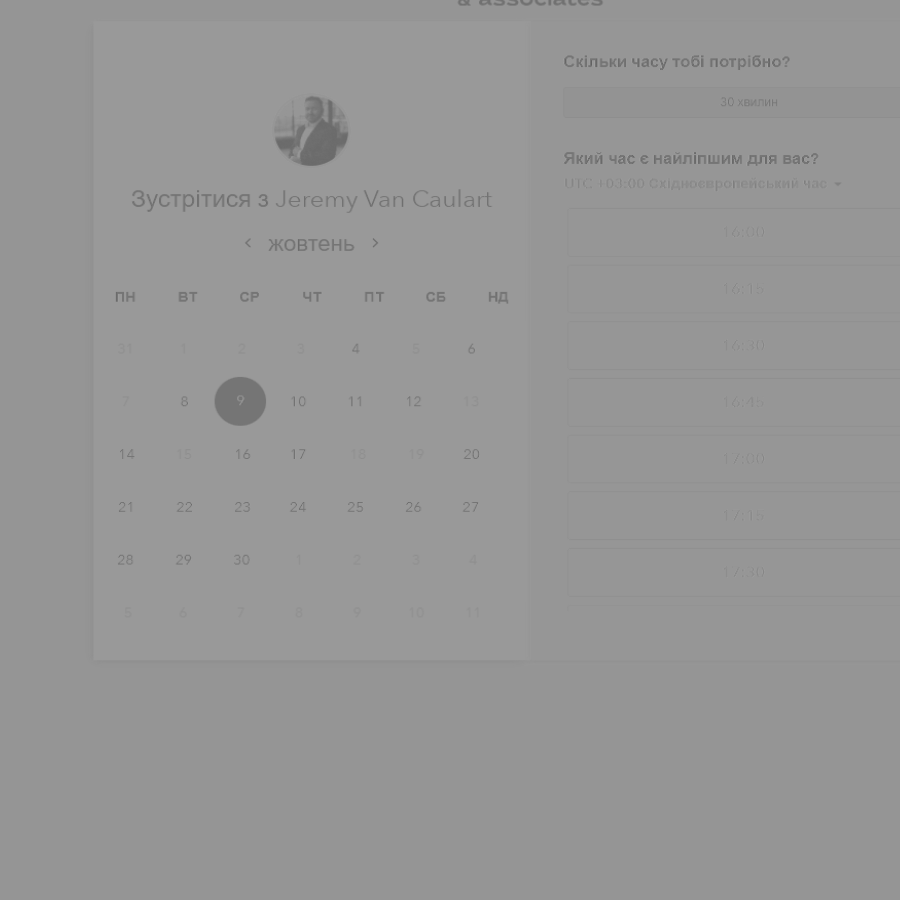 & associates
Зустрітися з Jeremy Van Caulart
жовтень
ПН ВТ СР ЧТ ПТ СБ НД
31 1 2 3 4 5 6
7 8 9 10 11 12 13
14 15 16 17 18 19 20
21 22 23 24 25 26 27
28 29 30 1 2 3 4
5 6 7 8 9 10 11
Скільки часу тобі потрібно?
30 хвилин
Який час є найліпшим для вас?
UTC +03:00 Східноєвропейський час
16:00
16:15
16:30
16:45
17:00
17:15
17:30